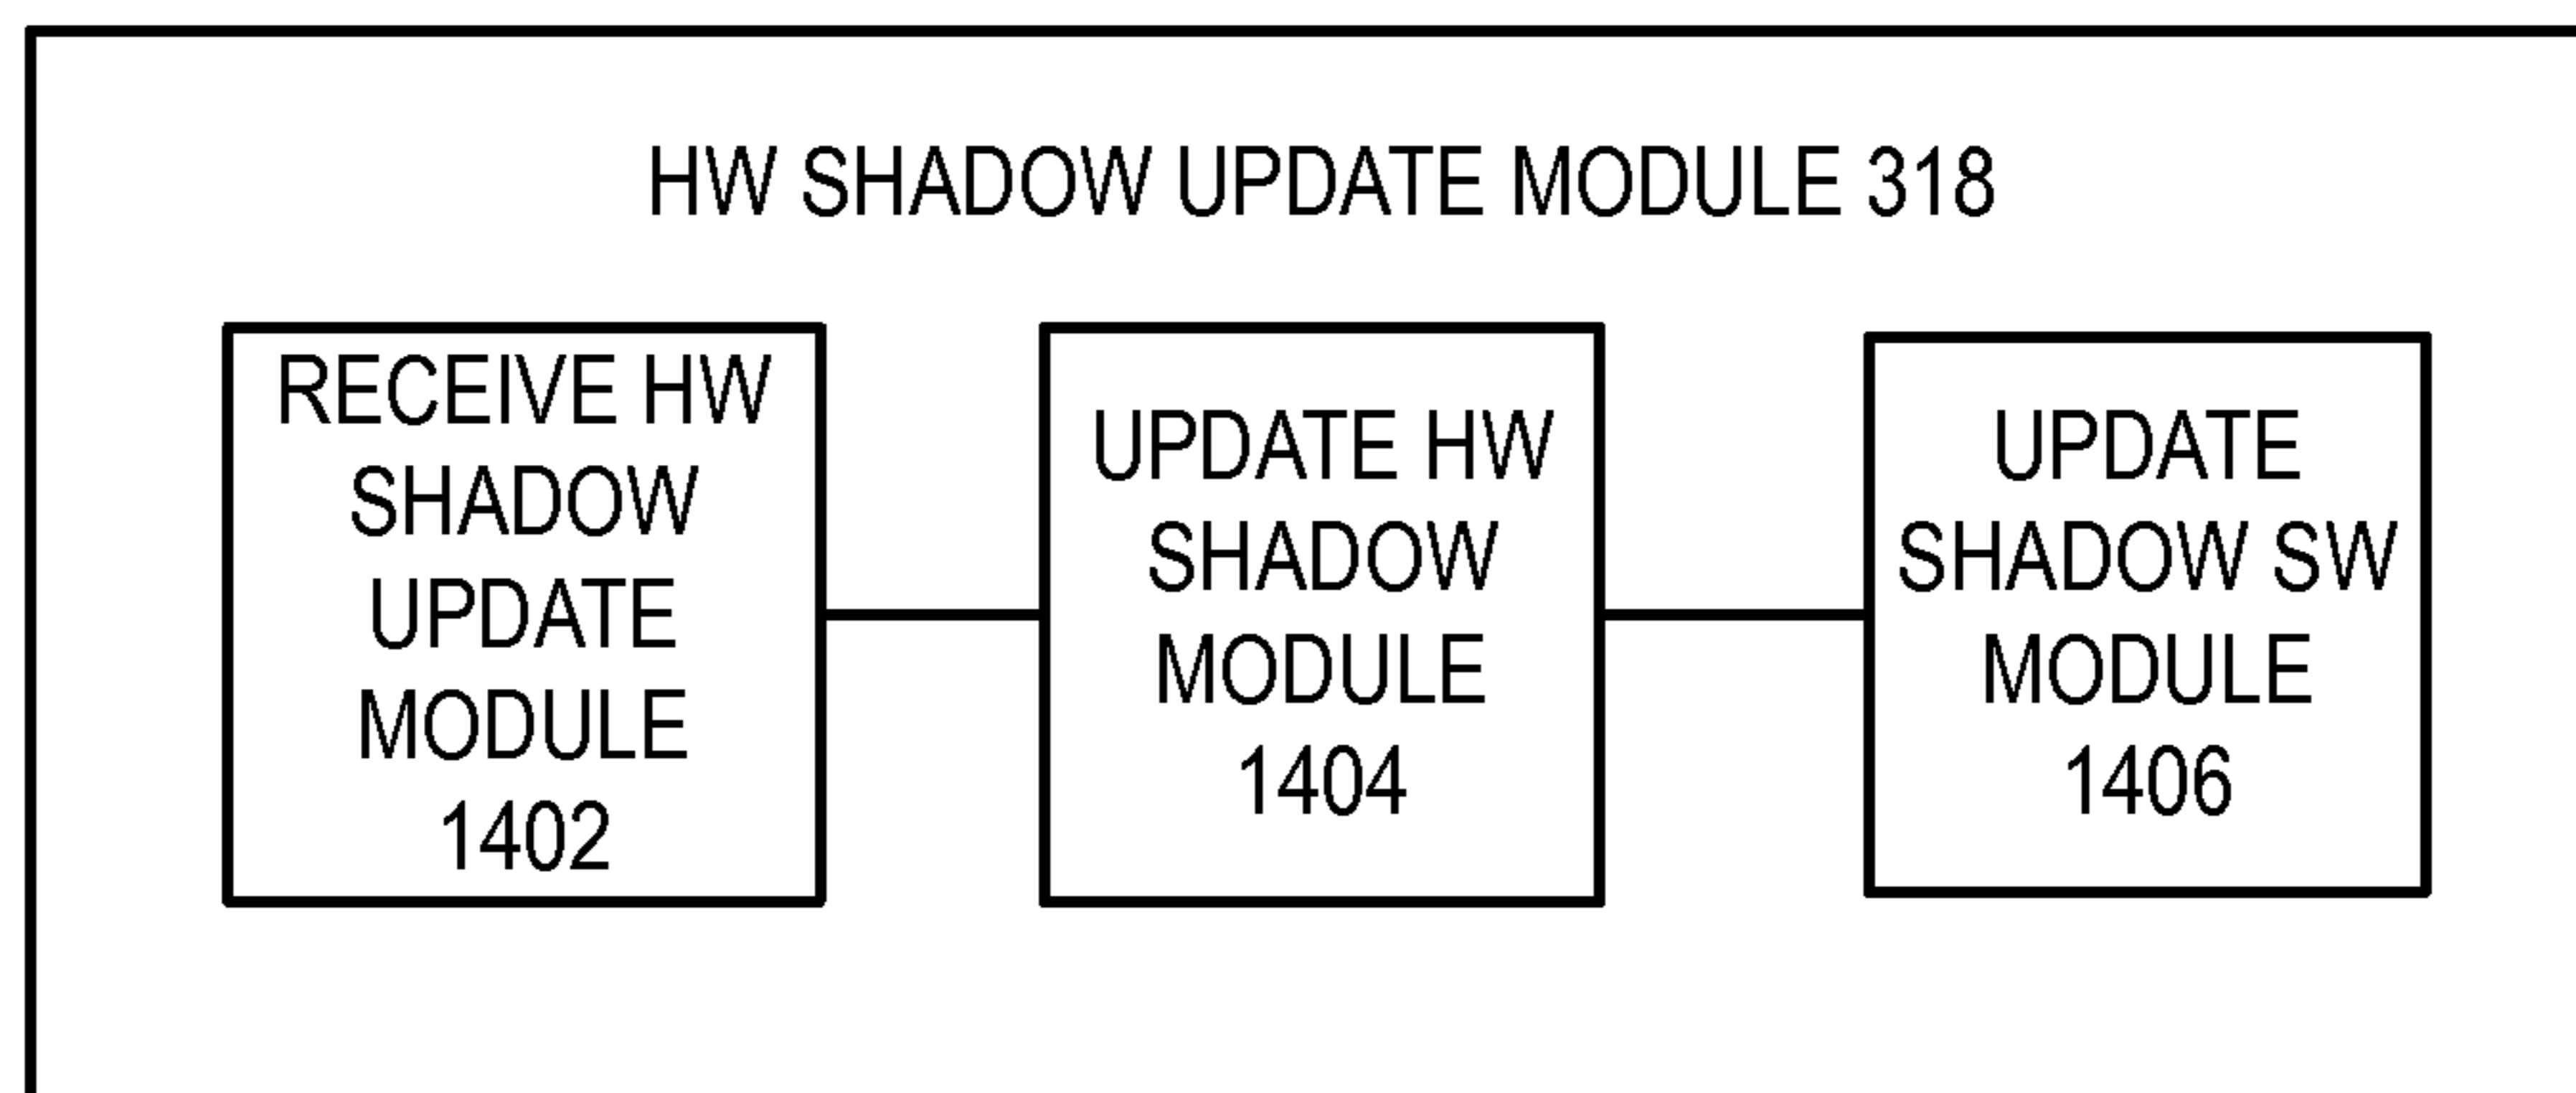 HW SHADOW UPDATE MODULE 318
RECEIVE HW
SHADOW
UPDATE
MODULE
1402
UPDATE HW
SHADOW
MODULE
1404
UPDATE
SHADOW SW
MODULE
1406